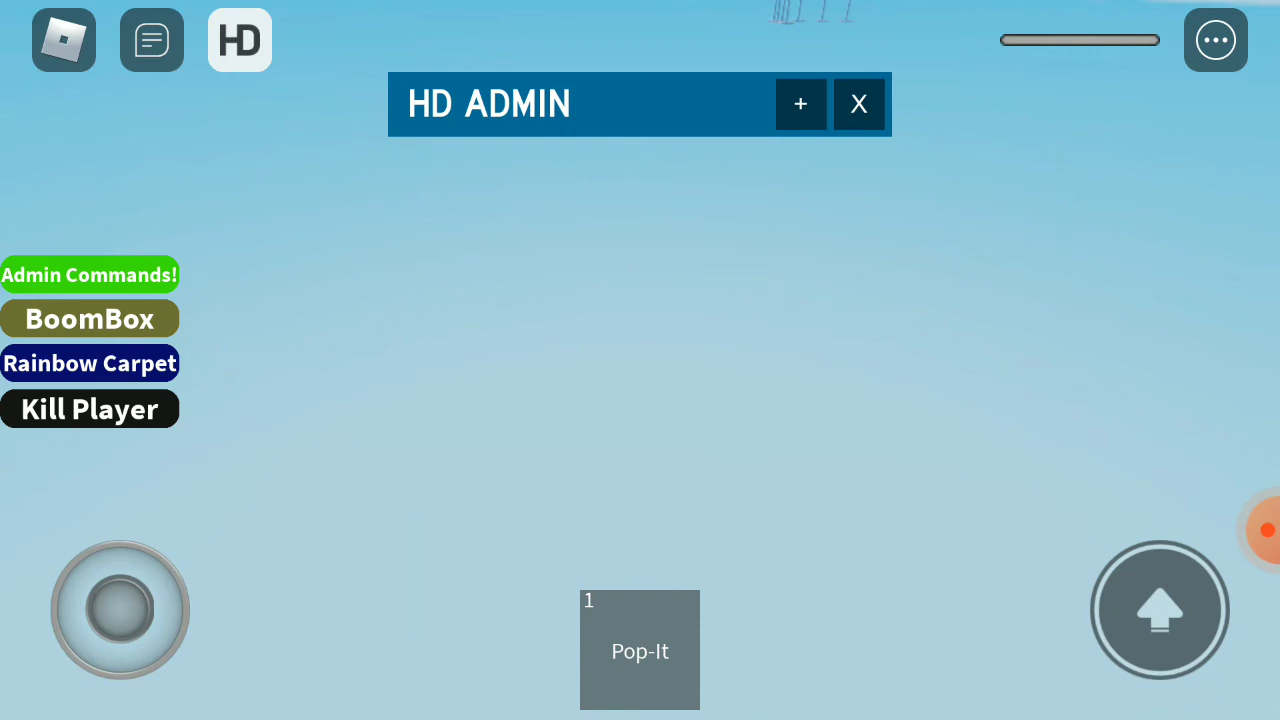 HD
HD ADMIN
+ X
Admin Commands!
BoomBox
Rainbow Carpet
Kill Player
1
Pop-It